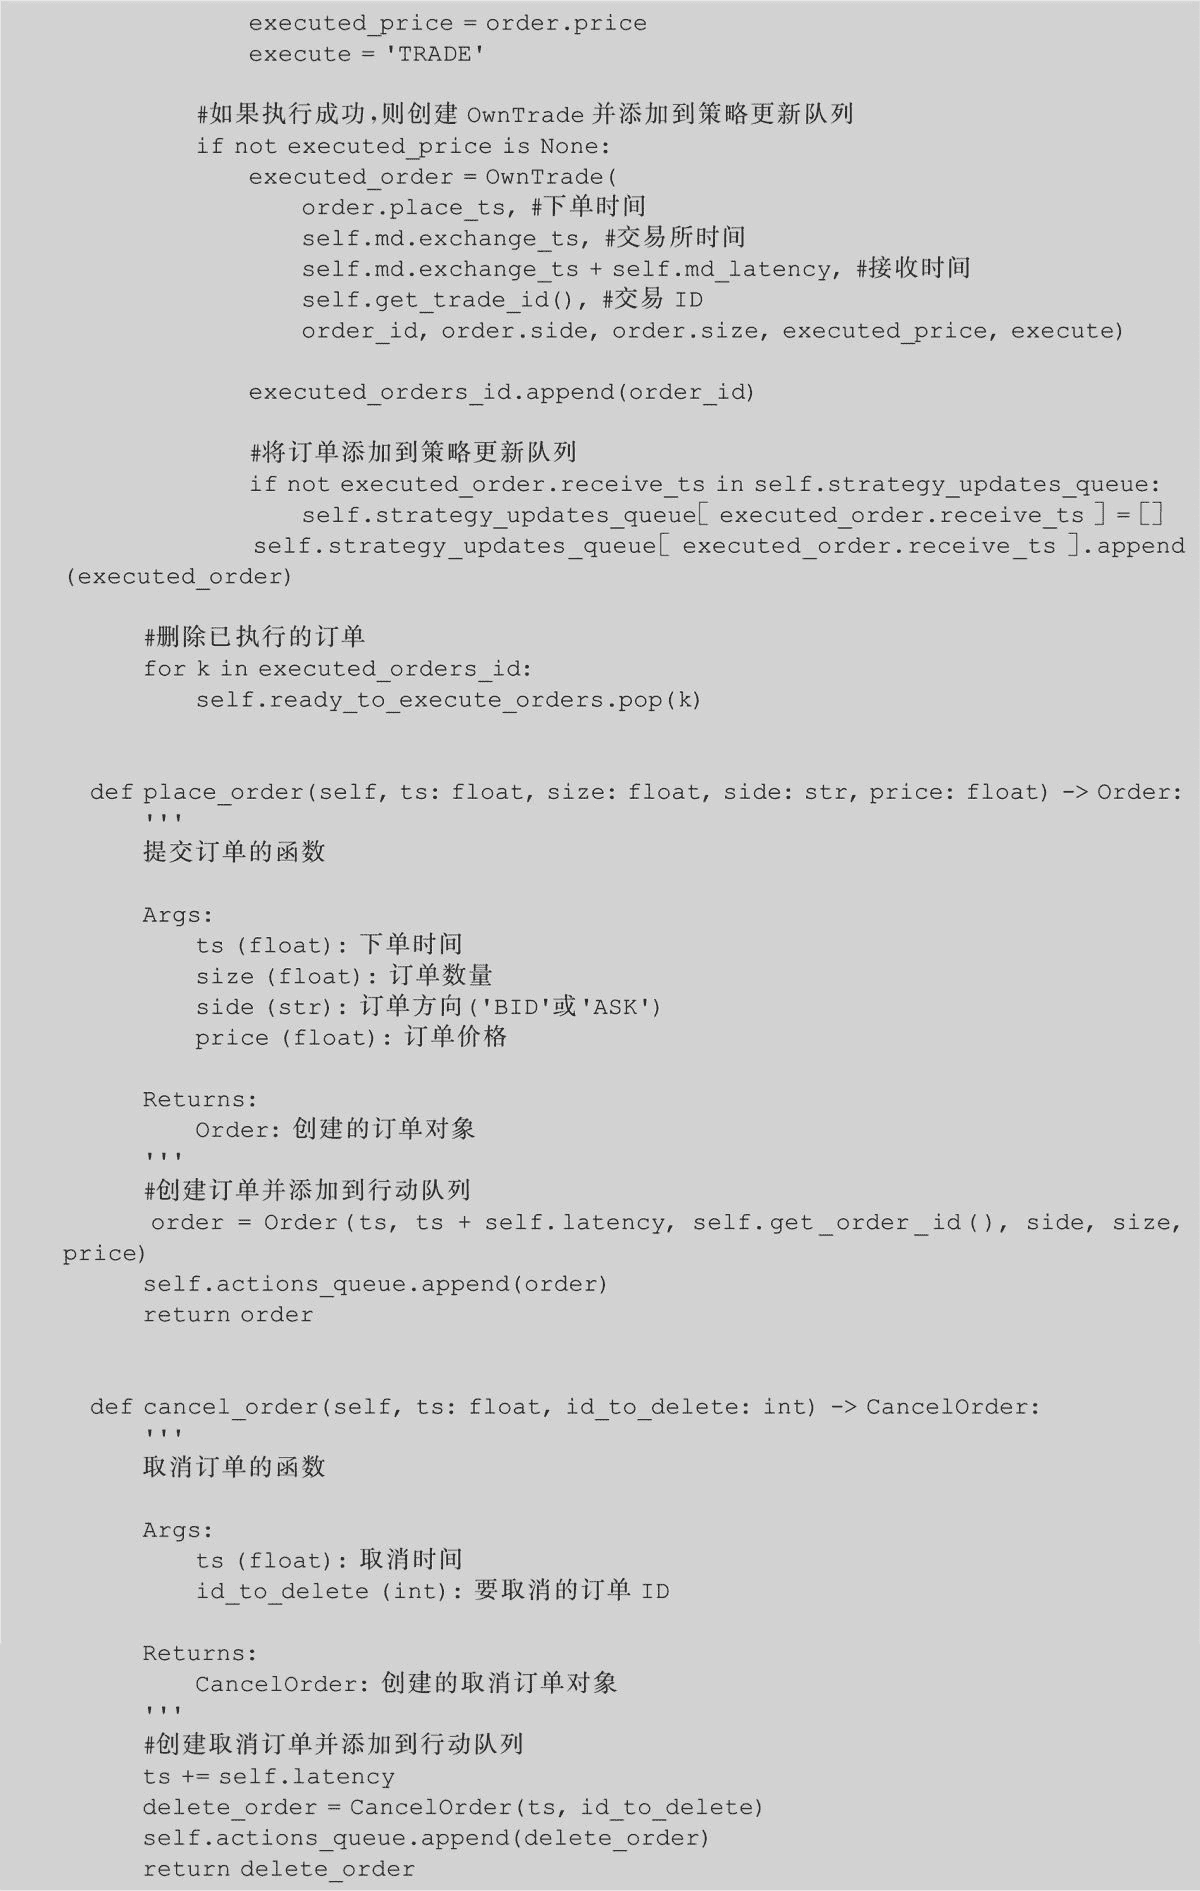 executed_price = order.price
execute = 'TRADE'
#如果执行成功,则创建 OwnTrade 并添加到策略更新队列
if not executed_price is None:
executed_order = OwnTrade(
order.place_ts, #下单时间
self.md.exchange_ts, #交易所时间
self.md.exchange_ts + self.md_latency, #接收时间
self.get_trade_id(), #交易 ID
order_id, order.side, order.size, executed_price, execute)
executed_orders_id.append(order_id)
#将订单添加到策略更新队列
if not executed_order.receive_ts in self.strategy_updates_queue:
self.strategy_updates_queue[ executed_order.receive_ts ] = []
self.strategy_updates_queue[ executed_order.receive_ts ].append
(executed_order)
#删除已执行的订单
for k in executed_orders_id:
self.ready_to_execute_orders.pop(k)
def place_order(self, ts: float, size: float, side: str, price: float) -> Order:
'''
提交订单的函数
Args:
ts (float): 下单时间
size (float): 订单数量
side (str): 订单方向('BID'或'ASK')
price (float): 订单价格
Returns:
Order: 创建的订单对象
'''
#创建订单并添加到行动队列
order = Order(ts, ts + self.latency, self.get_order_id(), side, size,
price)
self.actions_queue.append(order)
return order
def cancel_order(self, ts: float, id_to_delete: int) -> CancelOrder:
'''
取消订单的函数
Args:
ts (float): 取消时间
id_to_delete (int): 要取消的订单 ID
Returns:
CancelOrder: 创建的取消订单对象
'''
#创建取消订单并添加到行动队列
ts += self.latency
delete_order = CancelOrder(ts, id_to_delete)
self.actions_queue.append(delete_order)
return delete_order